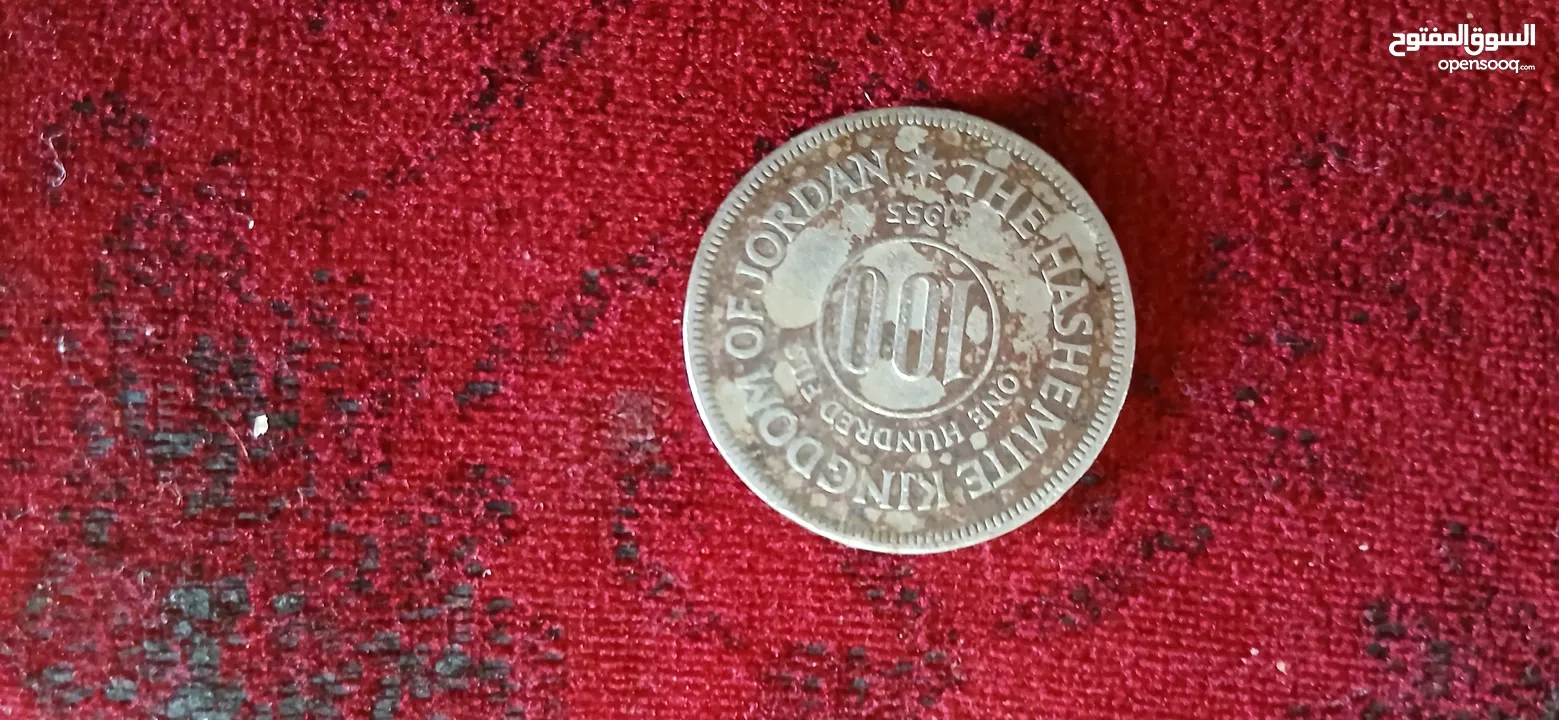 السوق المفتوح
opensooq.com
THE HASHEMITE KINGDOM OF JORDAN
1955
100
ONE HUNDRED FILS